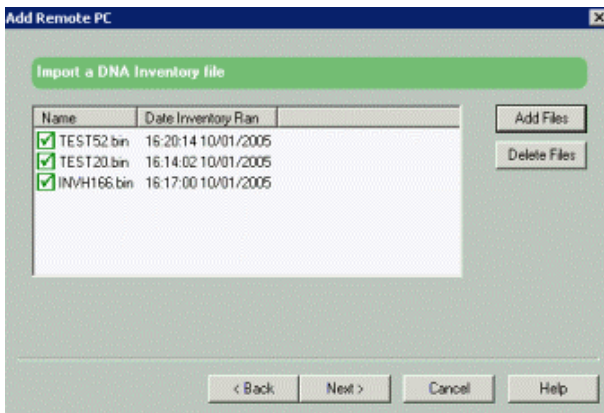 Add Remote PC
Import a DNA Inventory file
Name Date Inventory Ran
Add Files
TEST52.bin 16:20:14 10/01/2005
TEST20.bin 16:14:02 10/01/2005
Delete Files
INVH166.bin 16:17:00 10/01/2005
< Back Next > Cancel Help